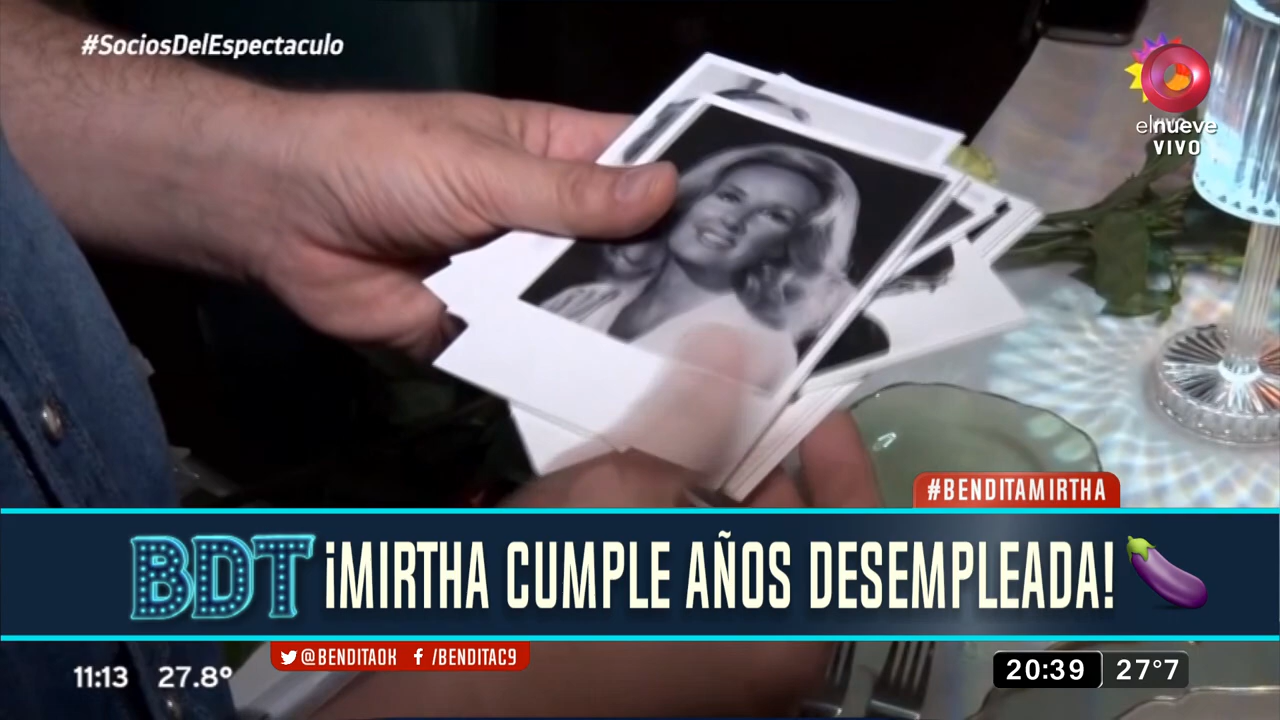 #SociosDelEspectaculo
elnueve
VIVO
#BENDITAMIRTHA
BDT ¡MIRTHA CUMPLE AÑOS DESEMPLEADA!
@BENDITAOK /BENDITAC9
11:13 27.8°
20:39 27°7